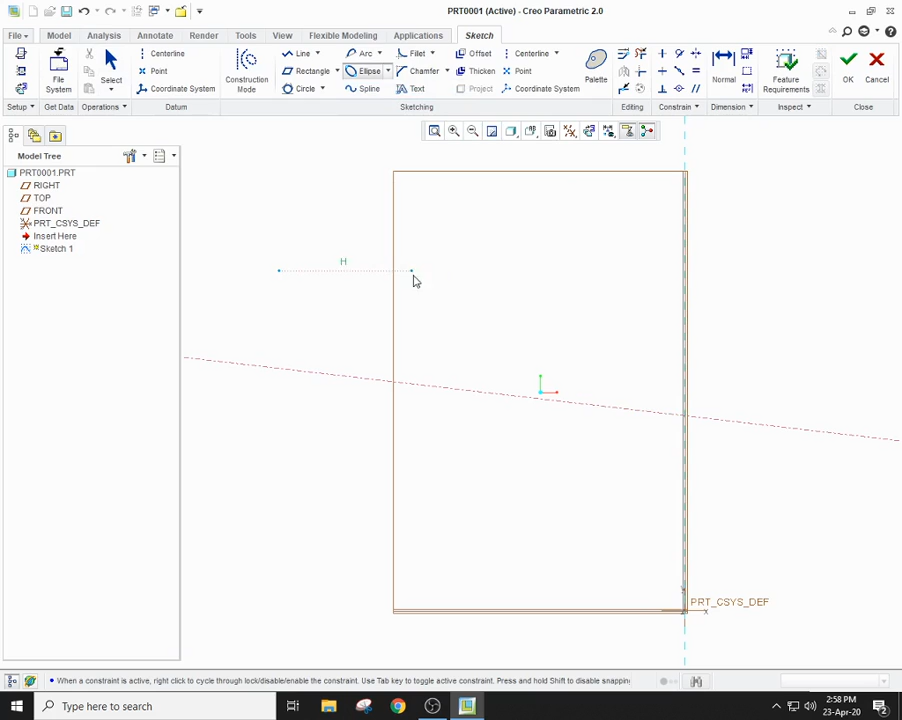 PRT0001 (Active) - Creo Parametric 2.0
File Model Analysis Annotate Render Tools View Flexible Modeling Applications Sketch
Centerline Line Arc Fillet Offset Centerline
Point Rectangle Ellipse Chamfer Thicken Point
Coordinate System Circle Spline Text Project Coordinate System
File System Select Construction Mode Palette Normal Feature Requirements OK Cancel
Setup Get Data Operations Datum Sketching Editing Constrain Dimension Inspect Close
Model Tree
PRT0001.PRT
RIGHT
TOP
FRONT
PRT_CSYS_DEF
Insert Here
Sketch 1
H
PRT_CSYS_DEF
X
When a constraint is active, right click to cycle through lock/disable/enable the constraint. Use Tab key to toggle active constraint. Press and hold Shift to disable snapping
Type here to search
2:58 PM
23-Apr-20
2